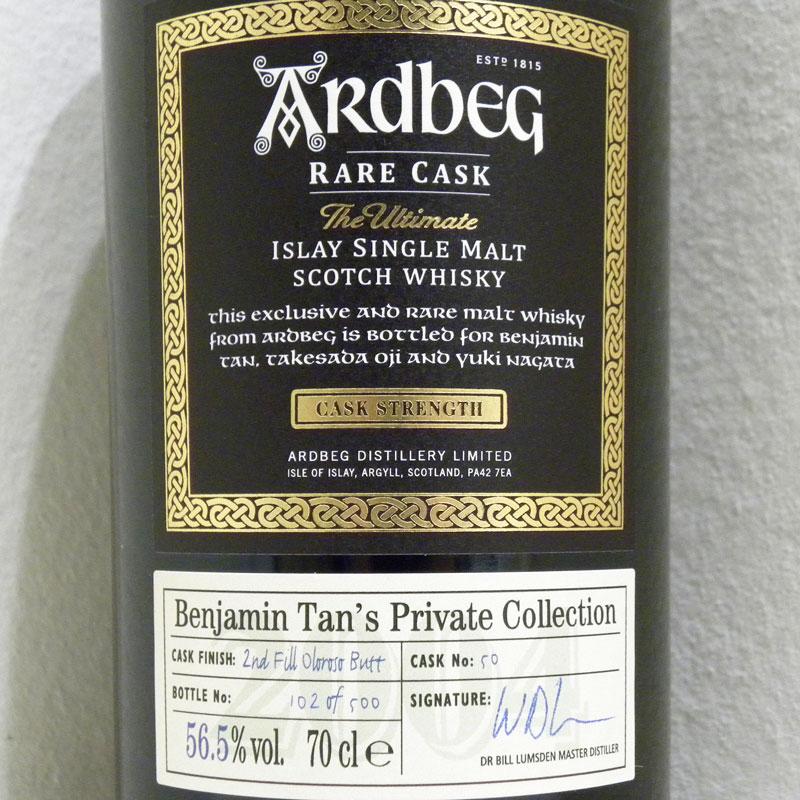 ESTD 1815
ARDBEG
RARE CASK
The Ultimate
ISLAY SINGLE MALT
SCOTCH WHISKY
this exclusive and rare malt whisky
from ardbeg is bottled for benjamin
tan, takesada oji and yuki nagata
CASK STRENGTH
ARDBEG DISTILLERY LIMITED
ISLE OF ISLAY, ARGYLL, SCOTLAND, PA42 7EA
Benjamin Tan's Private Collection
CASK FINISH: 2nd Fill Oloroso Butt
CASK No: 50
BOTTLE No: 102 of 500
SIGNATURE:
56.5% vol. 70 cl e
DR BILL LUMSDEN MASTER DISTILLER